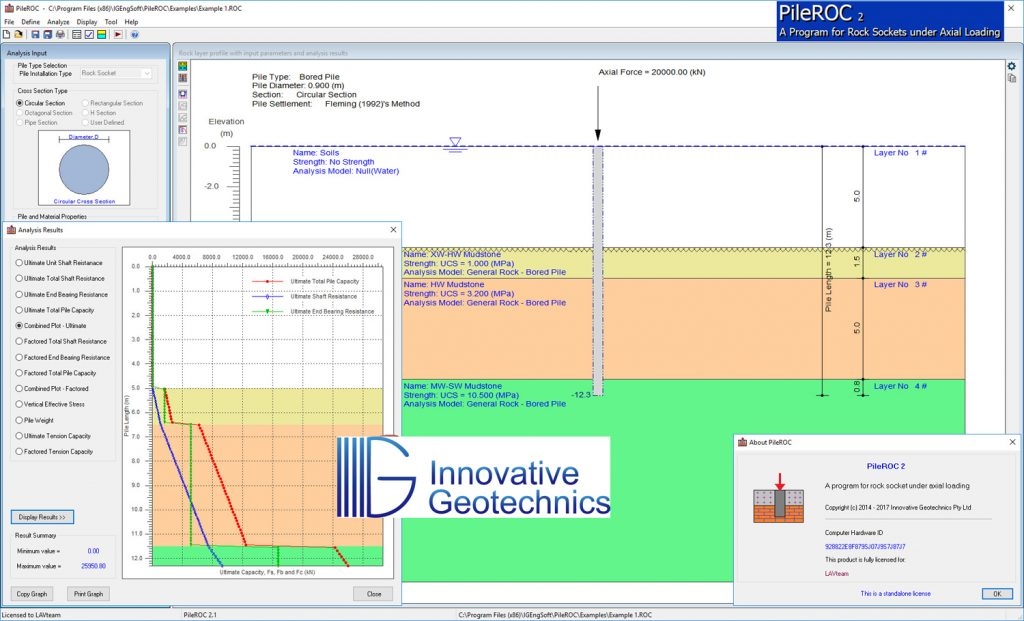 PileROC - C:\Program Files (x86)\IGEngSoft\PileROC\Examples\Example 1.ROC
File Define Analyze Display Tool Help
PileROC 2
A Program for Rock Sockets under Axial Loading
Analysis Input
Pile Type Selection
Pile Installation Type Rock Socket
Cross Section Type
Circular Section Rectangular Section
Octagonal Section H Section
Pipe Section User Defined
Diameter,D
Circular Cross Section
Pile and Material Properties
Rock layer profile with input parameters and analysis results
Pile Type: Bored Pile
Pile Diameter: 0.900 (m)
Section: Circular Section
Pile Settlement: Fleming (1992)'s Method
Axial Force = 20000.00 (kN)
Elevation
(m)
0.0
-2.0
Name: Soils
Strength: No Strength
Analysis Model: Null(Water)
Layer No 1 #
5.0
Name: XW-HW Mudstone
Strength: UCS = 1.000 (MPa)
Analysis Model: General Rock - Bored Pile
Layer No 2 #
1.5
Name: HW Mudstone
Strength: UCS = 3.200 (MPa)
Analysis Model: General Rock - Bored Pile
Layer No 3 #
5.0
Pile Length = 12.3 (m)
Name: MW-SW Mudstone
Strength: UCS = 10.500 (MPa)
Analysis Model: General Rock - Bored Pile
-12.3
Layer No 4 #
0.8
Analysis Results
Analysis Results
Ultimate Unit Shaft Resistance
Ultimate Total Shaft Resistance
Ultimate End Bearing Resistance
Ultimate Total Pile Capacity
Combined Plot - Ultimate
Factored Total Shaft Resistance
Factored End Bearing Resistance
Factored Total Pile Capacity
Combined Plot - Factored
Vertical Effective Stress
Pile Weight
Ultimate Tension Capacity
Factored Tension Capacity
Display Results >>
Result Summary
Minimum value = 0.00
Maximum value = 25950.80
Copy Graph Print Graph Close
0.0 4000.0 8000.0 12000.0 16000.0 20000.0 24000.0 28000.0
Ultimate Total Pile Capacity
Ultimate Shaft Resistance
Ultimate End Bearing Resistance
0.0
1.0
2.0
3.0
4.0
5.0
6.0
7.0
8.0
9.0
10.0
11.0
12.0
Pile Length (m)
Ultimate Capacity, Fs, Fb and Fc (kN)
Innovative
Geotechnics
About PileROC
PileROC 2
A program for rock socket under axial loading
Copyright (c) 2014 - 2017 Innovative Geotechnics Pty Ltd
Computer Hardware ID
928822E8F8795J07J957J87J7
This product is fully licensed for:
LAVteam
This is a standalone license
OK
Licensed to LAVteam PileROC 2.1 C:\Program Files (x86)\IGEngSoft\PileROC\Examples\Example 1.ROC